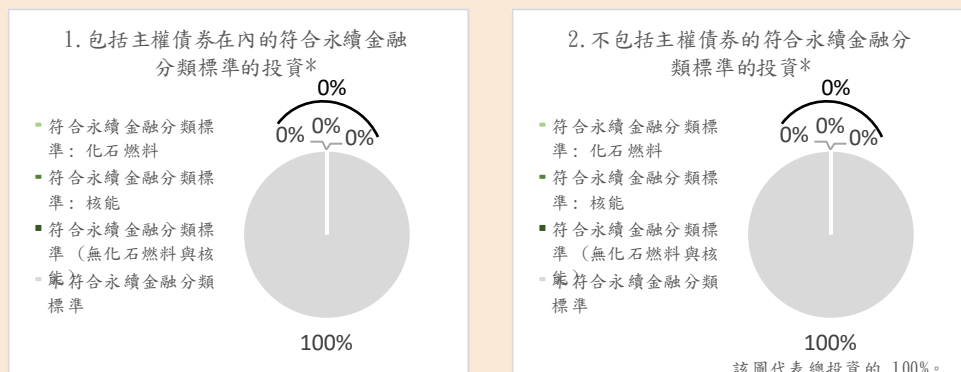 1.包括主權債券在內的符合永續金融
分類標準的投資*
0%
0% 0% 0%
符合永續金融分類標
準: 化石燃料
符合永續金融分類標
準: 核能
符合永續金融分類標
準 (無化石燃料與核
能)
未符合永續金融分類
標準
100%
2.不包括主權債券的符合永續金融分
類標準的投資*
0%
0% 0% 0%
符合永續金融分類標
準: 化石燃料
符合永續金融分類標
準: 核能
符合永續金融分類標
準 (無化石燃料與核
能)
未符合永續金融分類
標準
100%
該圖代表總投資的 100%。